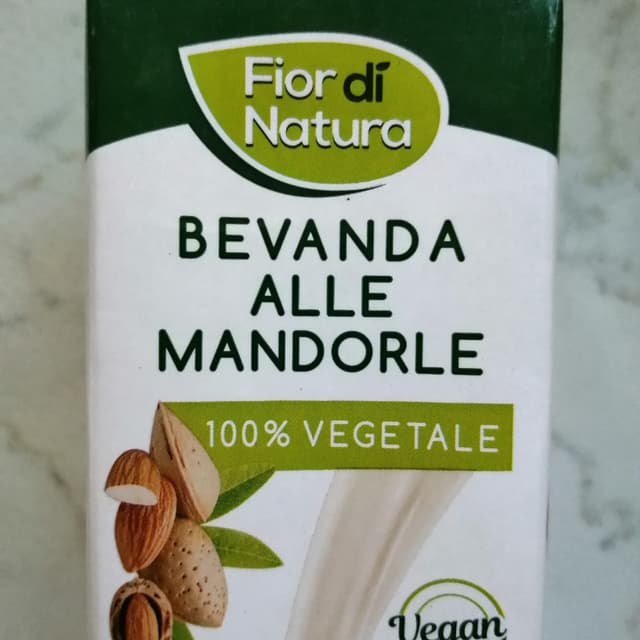 Fior di
Natura
BEVANDA
ALLE
MANDORLE
100% VEGETALE
Vegan